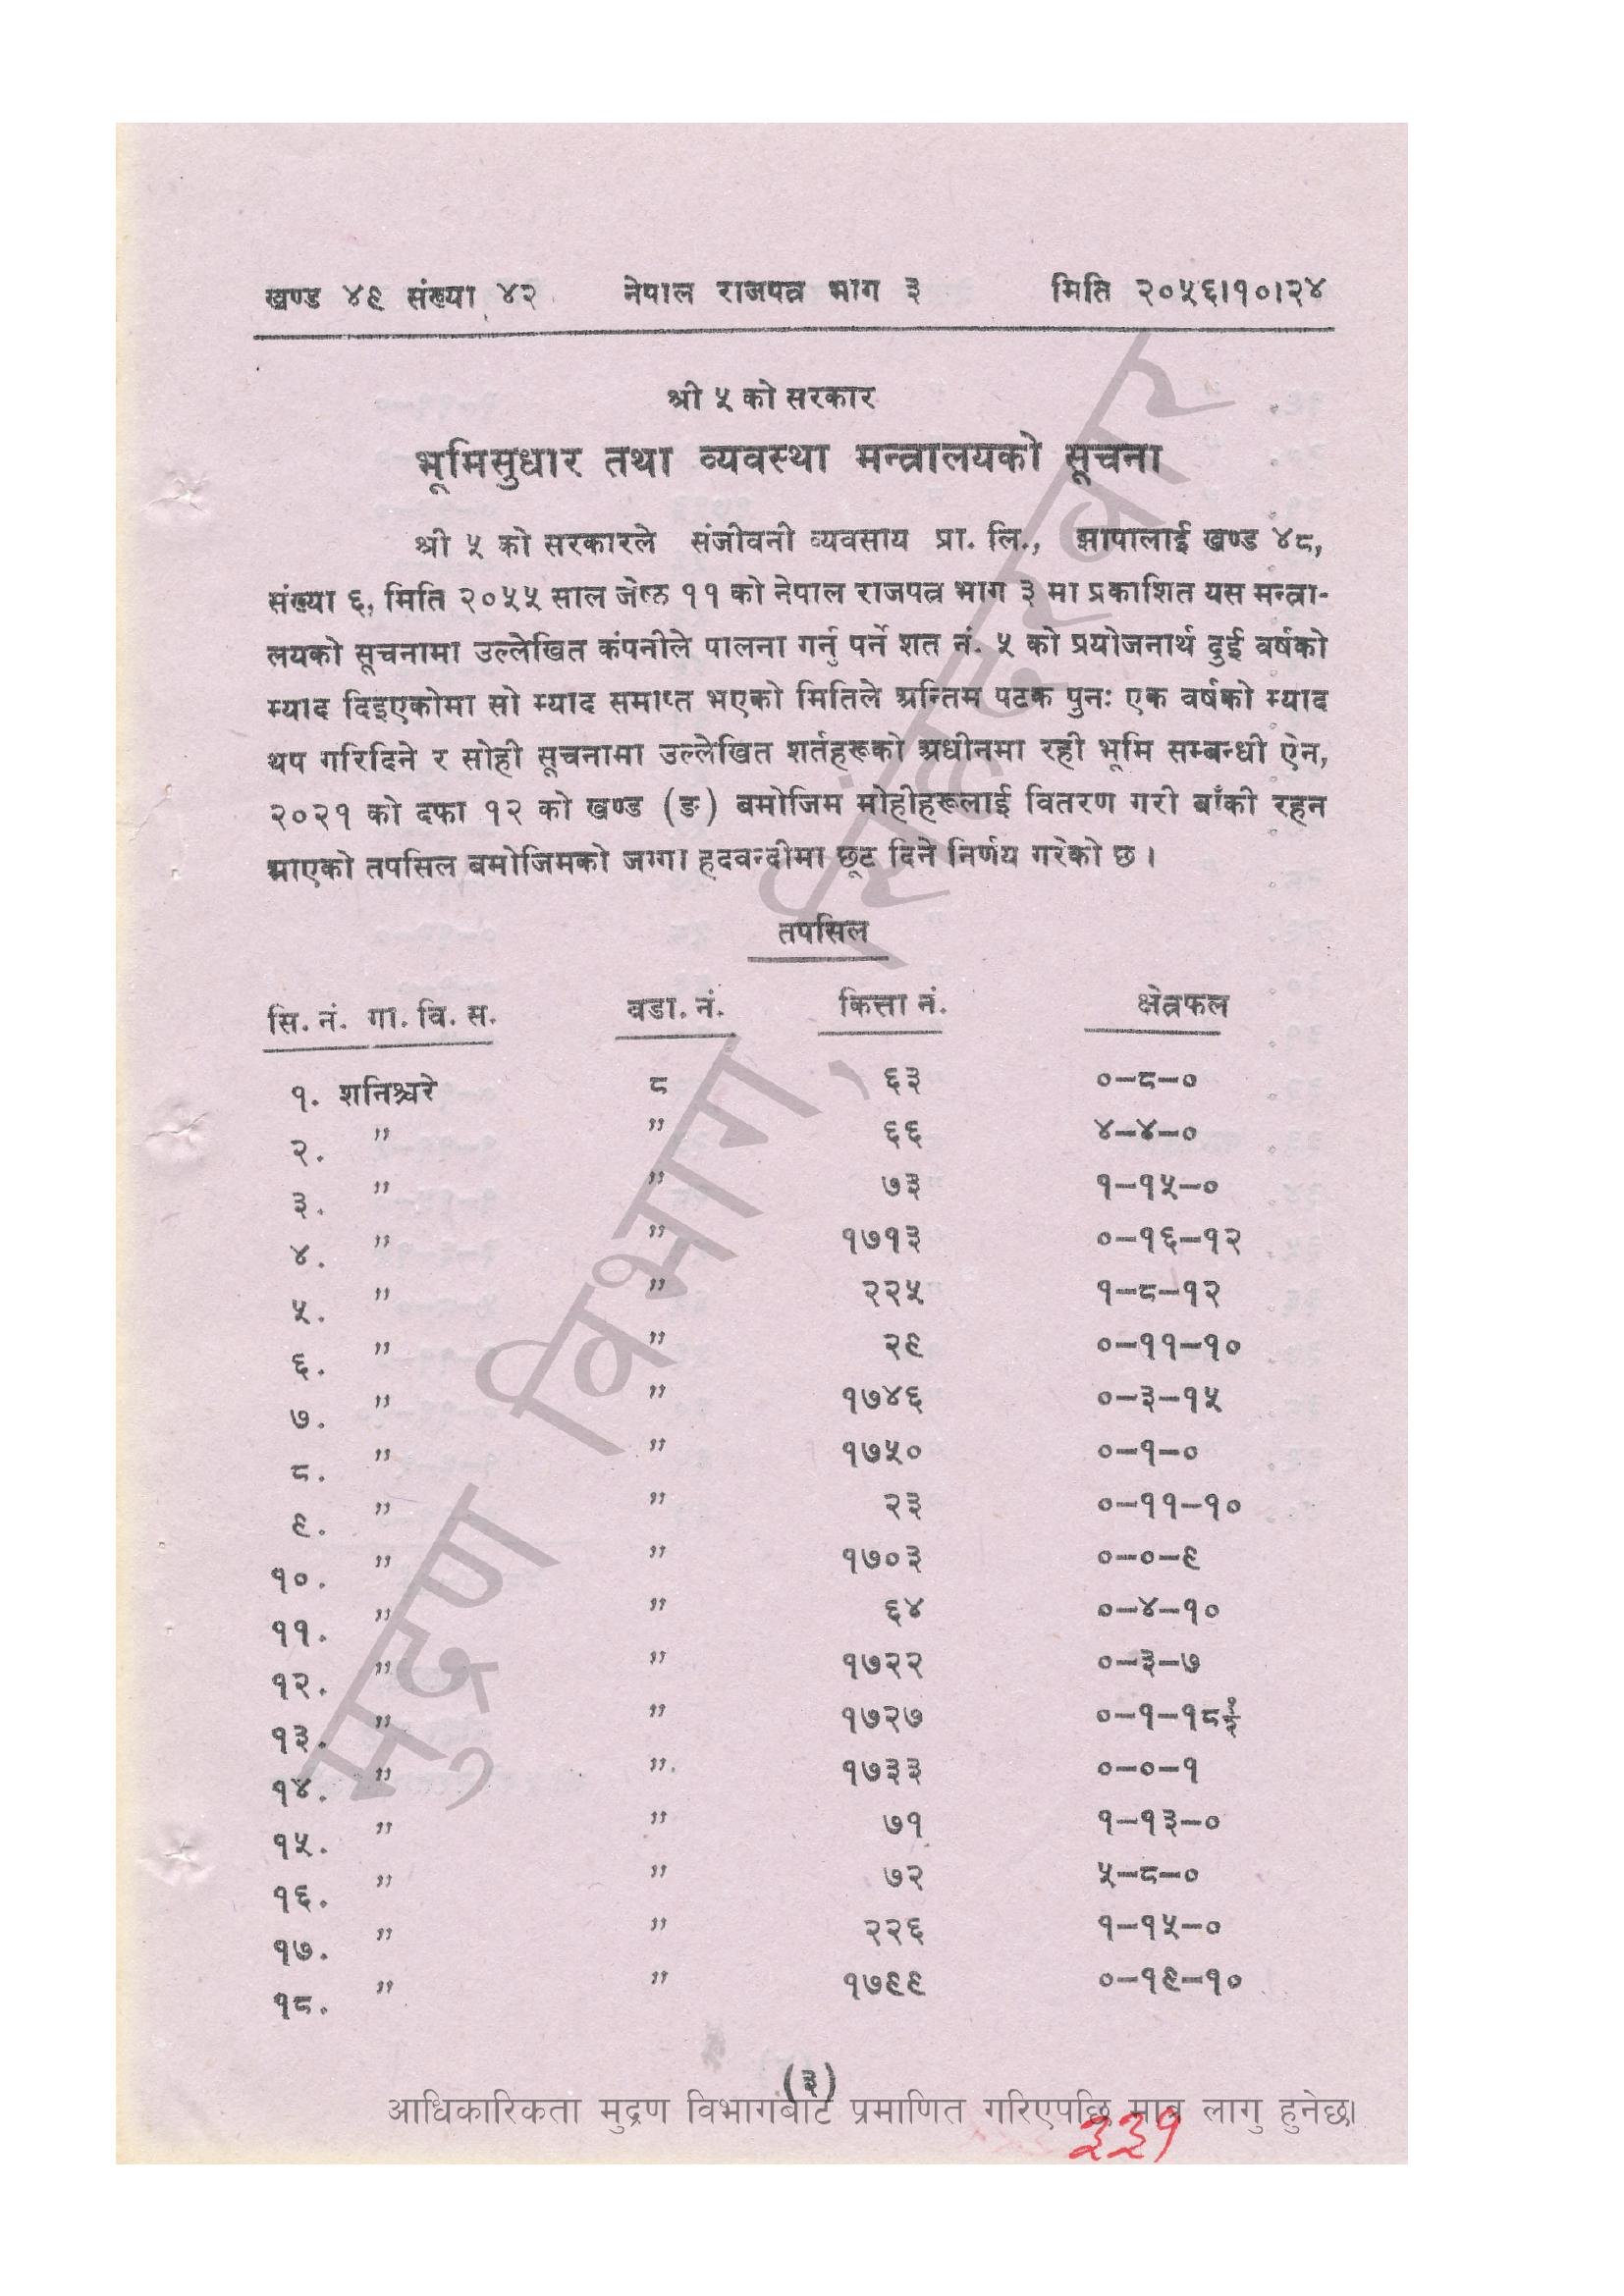 खण्ड ४९ संख्या ४२ नेपाल राजपत्र भाग ३ मिति २०५६।१०।२४
श्री ५ को सरकार
भूमिसुधार तथा व्यवस्था मन्त्रालयको सूचना
श्री ५ को सरकारले संजीवनी व्यवसाय प्रा. लि., झापालाई खण्ड ४८,
संख्या ६, मिति २०५५ साल जेष्ठ ११ को नेपाल राजपत्र भाग ३ मा प्रकाशित यस मन्त्रा-
लयको सूचनामा उल्लेखित कंपनीले पालना गर्नु पर्ने शत नं. ५ को प्रयोजनार्थ दुई वर्षको
म्याद दिइएकोमा सो म्याद समाप्त भएको मितिले अन्तिम पटक पुनः एक वर्षको म्याद
थप गरिदिने र सोही सूचनामा उल्लेखित शर्तहरूको अधीनमा रही भूमि सम्बन्धी ऐन,
२०२१ को दफा १२ को खण्ड (ङ) बमोजिम मोहीहरूलाई वितरण गरी बाँकी रहन
आएको तपसिल बमोजिमको जग्गा हदवन्दीमा छूट दिने निर्णय गरेको छ ।
तपसिल
सि. नं. गा. वि. स. वडा. नं. कित्ता नं. क्षेत्रफल
१. शनिश्चरे ८ ६३ ०-८-०
२. " " ६६ ४-४-०
३. " " ७३ १-१५-०
४. " " १७१३ ०-१६-१२
५. " " २२५ १-८-१२
६. " " २९ ०-११-१०
७. " " १७४६ ०-३-१५
८. " " १७५० ०-१-०
९. " " २३ ०-११-१०
१०. " " १७०३ ०-०-९
११. " " ६४ ०-४-१०
१२. " " १७२२ ०-३-७
१३. " " १७२७ ०-१-१८
१४. " " १७३३ ०-०-१
१५. " " ७१ १-१३-०
१६. " " ७२ ५-८-०
१७. " " २२६ १-१५-०
१८. " " १७९९ ०-१९-१०
(३)
आधिकारिकता मुद्रण विभागबाट प्रमाणित गरिएपछि मात्र लागु हुनेछ।
३३१
मुद्रण विभाग, सिंहदरबार